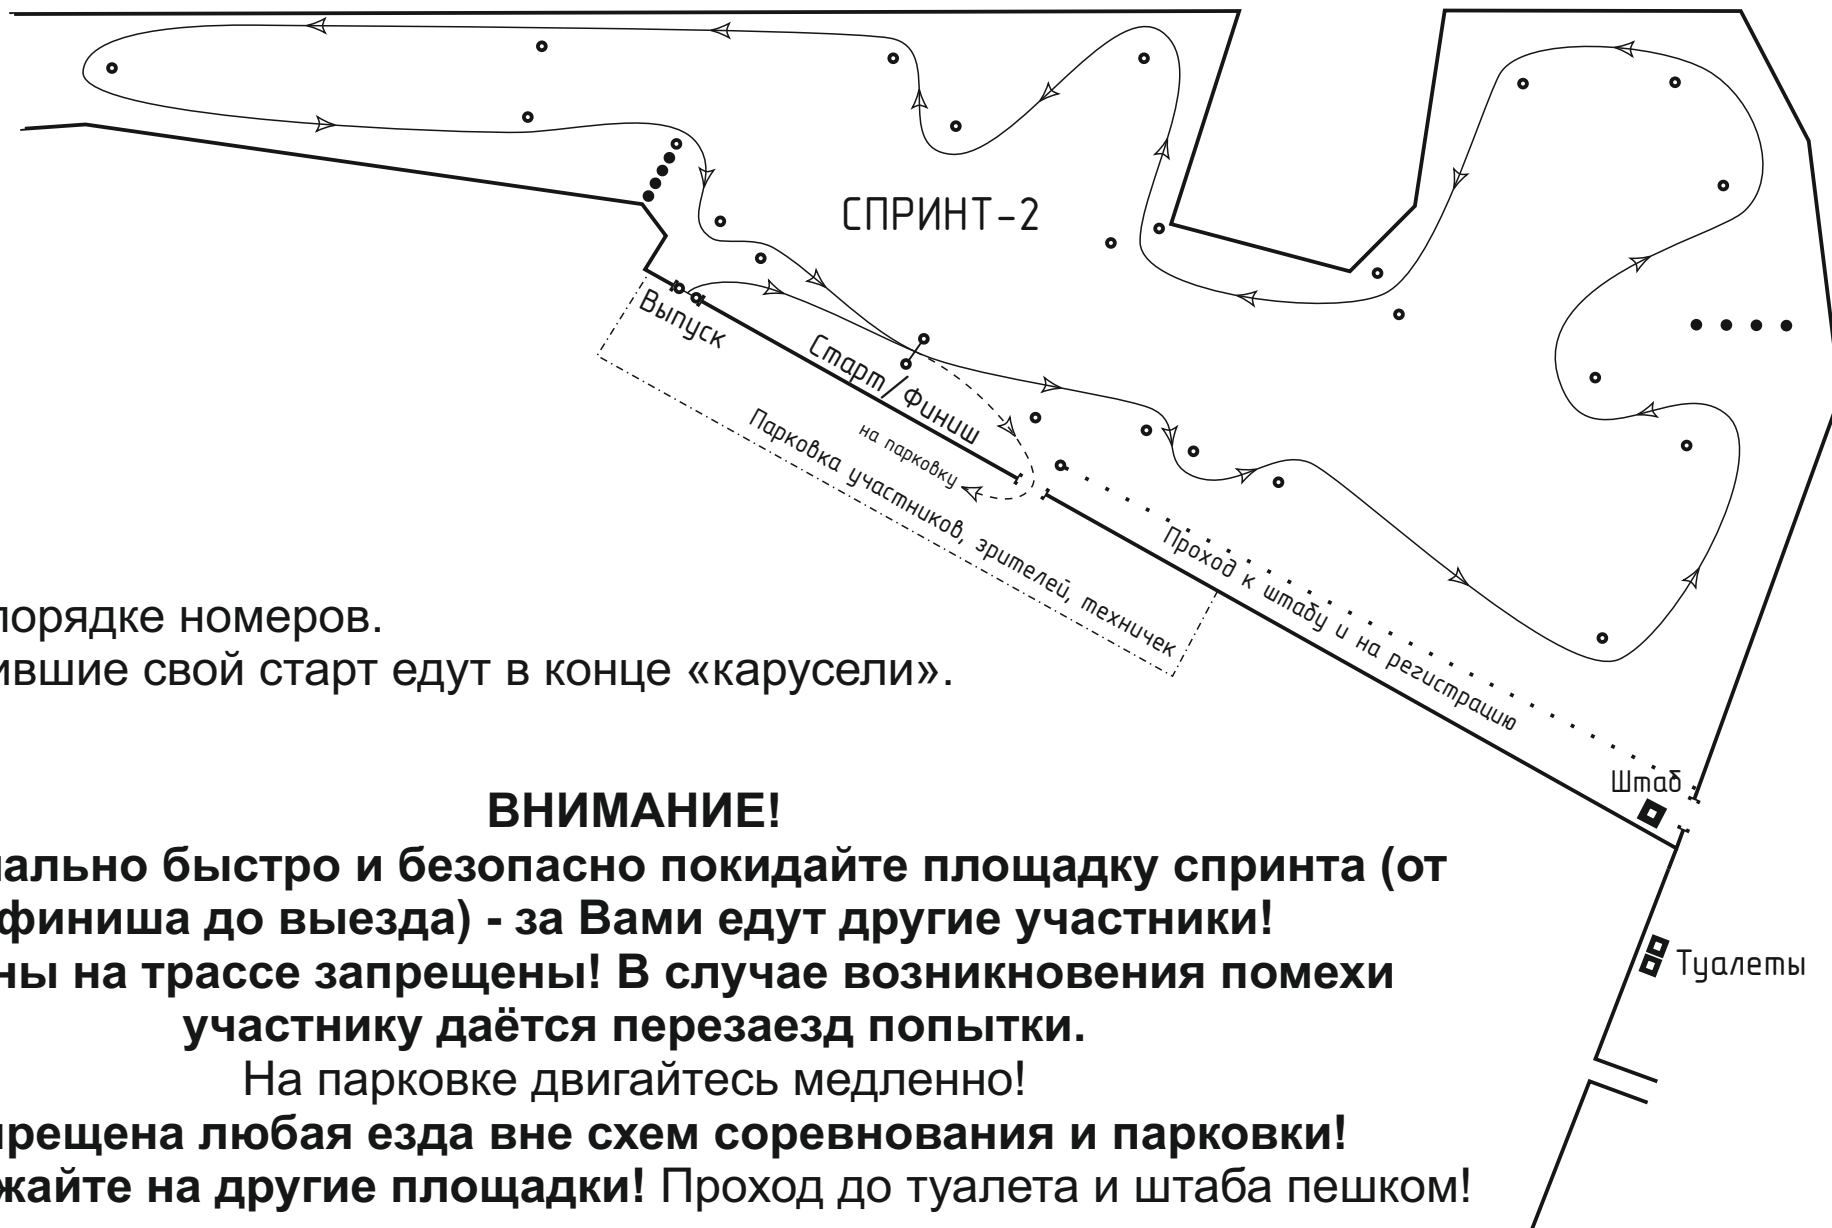 СПРИНТ-2
Выпуск
Старт/Финиш
на парковку
Парковка участников, зрителей, техничек
Проход к штабу и на регистрацию
порядке номеров.
ившие свой старт едут в конце «карусели».
Штаб
ВНИМАНИЕ!
ально быстро и безопасно покидайте площадку спринта (от
финиша до выезда) - за Вами едут другие участники!
ны на трассе запрещены! В случае возникновения помехи
Туалеты
участнику даётся перезаезд попытки.
На парковке двигайтесь медленно!
прещена любая езда вне схем соревнования и парковки!
жайте на другие площадки! Проход до туалета и штаба пешком!